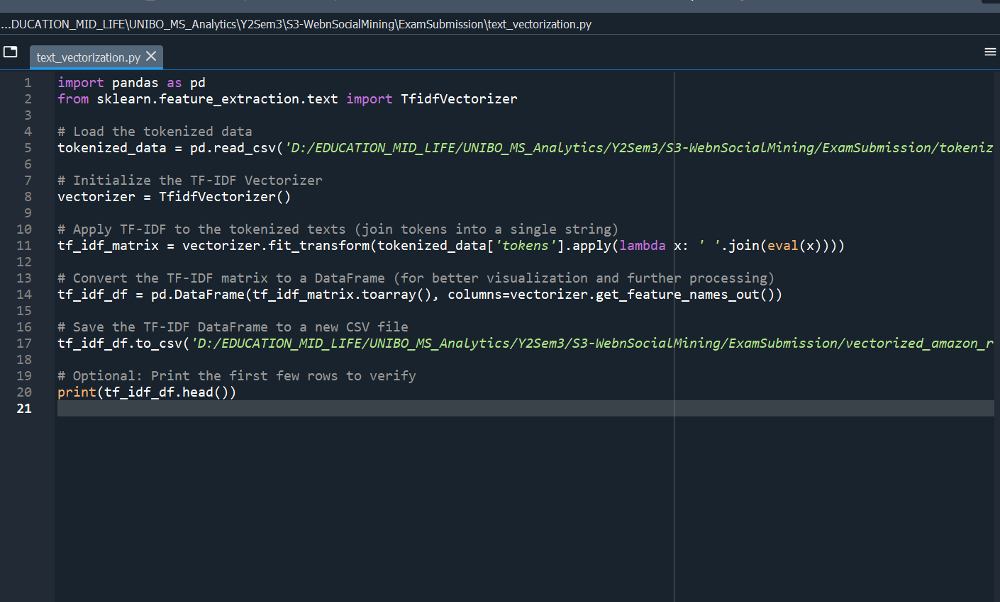 ...DUCATION_MID_LIFE\UNIBO_MS_Analytics\Y2Sem3\S3-WebnSocialMining\ExamSubmission\text_vectorization.py
text_vectorization.py
1 import pandas as pd
2 from sklearn.feature_extraction.text import TfidfVectorizer
3
4 # Load the tokenized data
5 tokenized_data = pd.read_csv('D:/EDUCATION_MID_LIFE/UNIBO_MS_Analytics/Y2Sem3/S3-WebnSocialMining/ExamSubmission/tokeniz
6
7 # Initialize the TF-IDF Vectorizer
8 vectorizer = TfidfVectorizer()
9
10 # Apply TF-IDF to the tokenized texts (join tokens into a single string)
11 tf_idf_matrix = vectorizer.fit_transform(tokenized_data['tokens'].apply(lambda x: ' '.join(eval(x))))
12
13 # Convert the TF-IDF matrix to a DataFrame (for better visualization and further processing)
14 tf_idf_df = pd.DataFrame(tf_idf_matrix.toarray(), columns=vectorizer.get_feature_names_out())
15
16 # Save the TF-IDF DataFrame to a new CSV file
17 tf_idf_df.to_csv('D:/EDUCATION_MID_LIFE/UNIBO_MS_Analytics/Y2Sem3/S3-WebnSocialMining/ExamSubmission/vectorized_amazon_r
18
19 # Optional: Print the first few rows to verify
20 print(tf_idf_df.head())
21